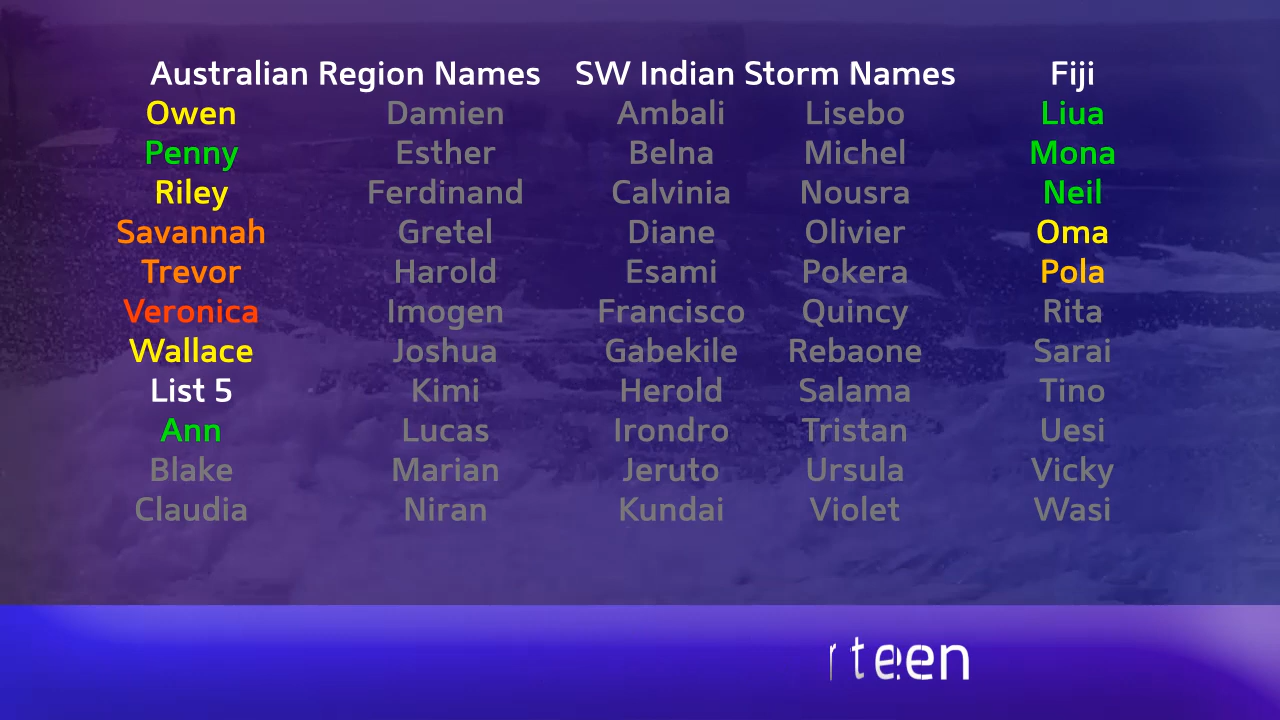 Australian Region Names SW Indian Storm Names Fiji
Owen Damien Ambali Lisebo Liua
Penny Esther Belna Michel Mona
Riley Ferdinand Calvinia Nousra Neil
Savannah Gretel Diane Olivier Oma
Trevor Harold Esami Pokera Pola
Veronica Imogen Francisco Quincy Rita
Wallace Joshua Gabekile Rebaone Sarai
List 5 Kimi Herold Salama Tino
Ann Lucas Irondro Tristan Uesi
Blake Marian Jeruto Ursula Vicky
Claudia Niran Kundai Violet Wasi